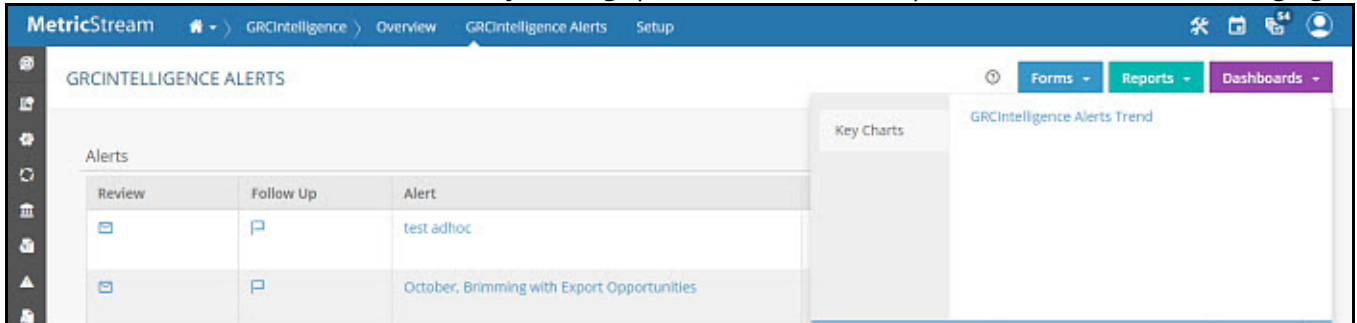 MetricStream GRCIntelligence Overview GRCIntelligence Alerts Setup 54
GRCINTELLIGENCE ALERTS Forms Reports Dashboards
Key Charts GRCIntelligence Alerts Trend
Alerts
Review Follow Up Alert
test adhoc
October, Brimming with Export Opportunities